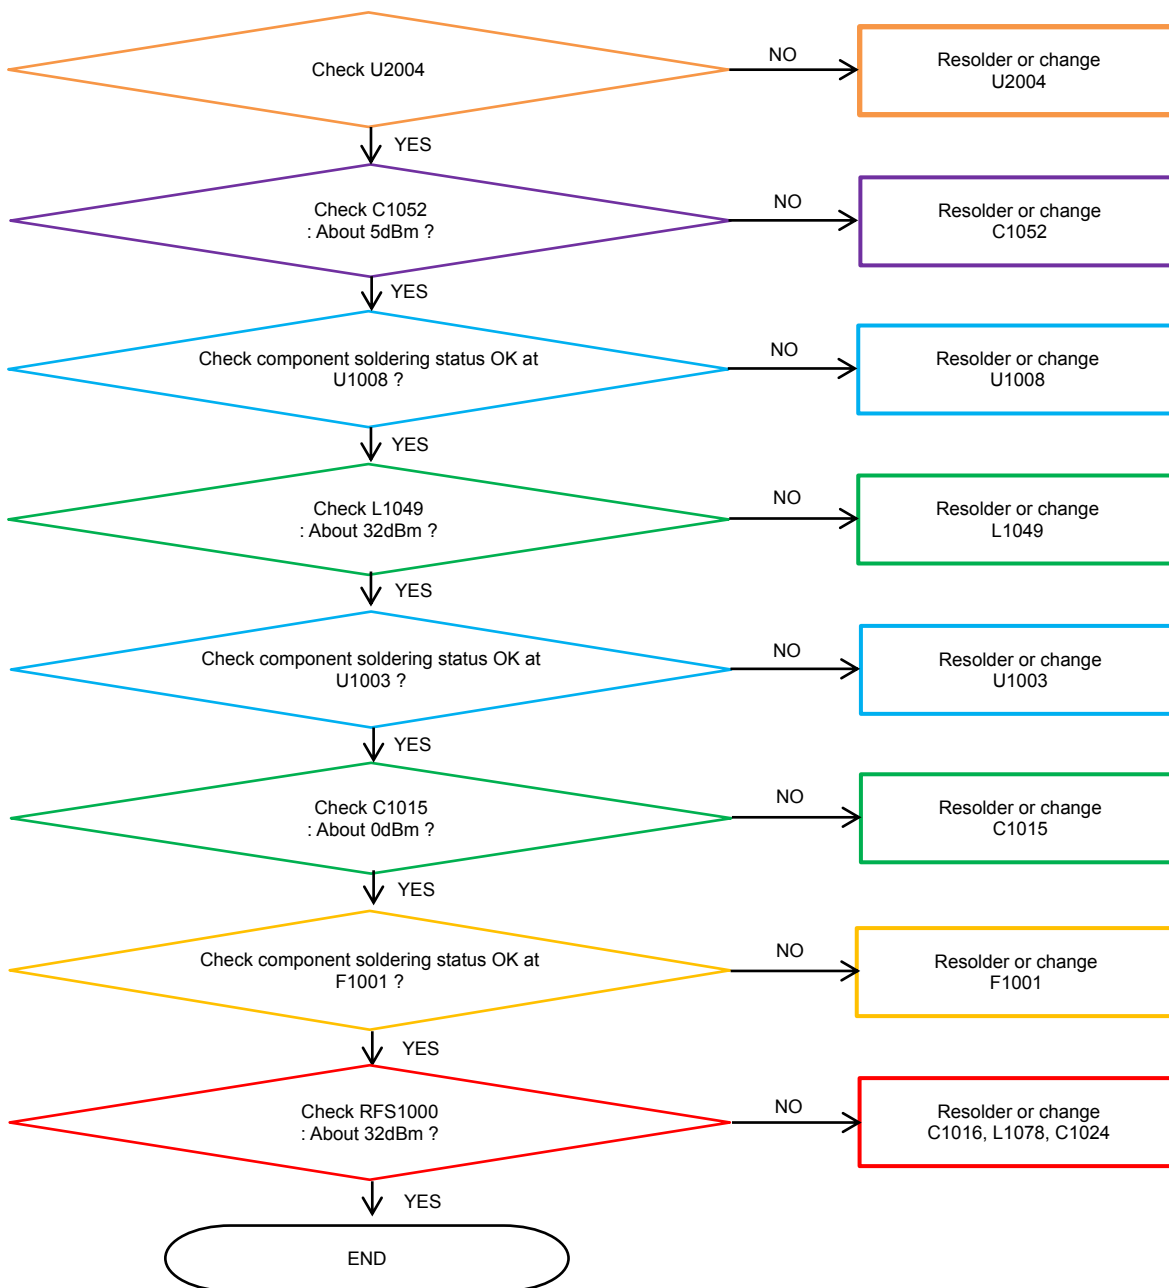 Check U2004
NO
Resolder or change
U2004
YES
Check C1052
: About 5dBm ?
NO
Resolder or change
C1052
YES
Check component soldering status OK at
U1008 ?
NO
Resolder or change
U1008
YES
Check L1049
: About 32dBm ?
NO
Resolder or change
L1049
YES
Check component soldering status OK at
U1003 ?
NO
Resolder or change
U1003
YES
Check C1015
: About 0dBm ?
NO
Resolder or change
C1015
YES
Check component soldering status OK at
F1001 ?
NO
Resolder or change
F1001
YES
Check RFS1000
: About 32dBm ?
NO
Resolder or change
C1016, L1078, C1024
YES
END